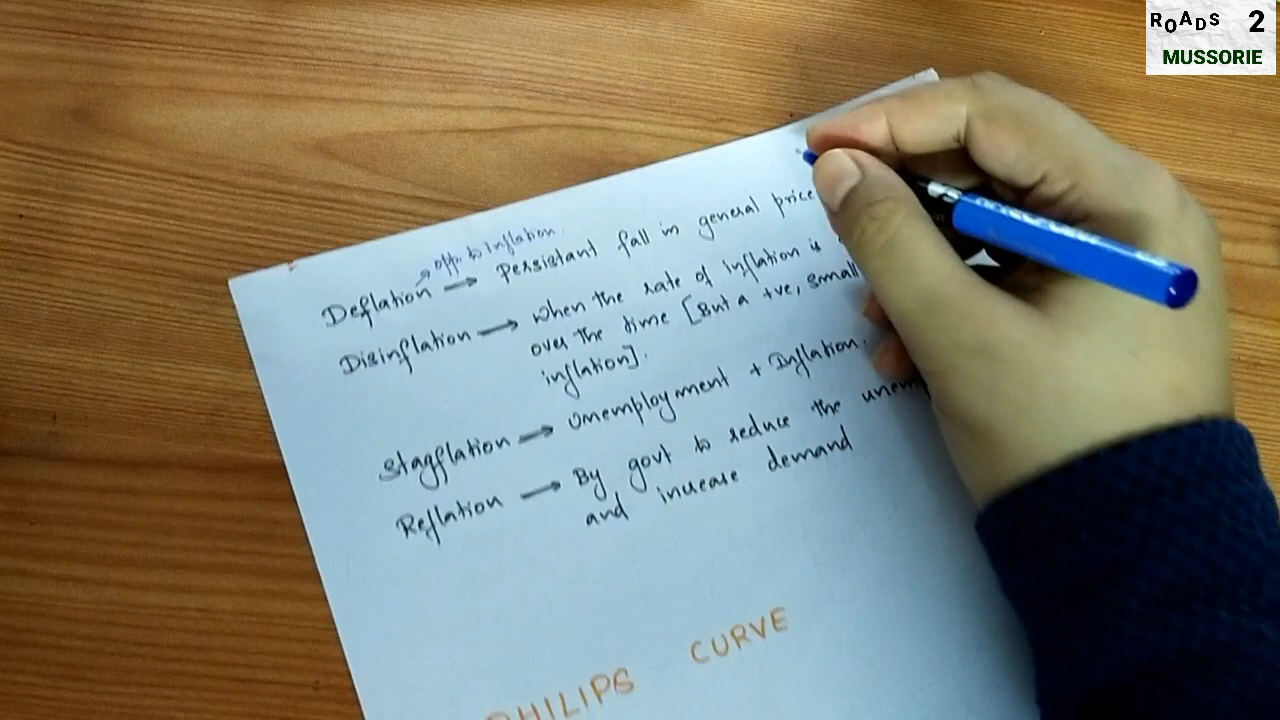 ROADS 2
MUSSORIE
opp. to Inflation.
Deflation → Persistant fall in general price
Disinflation → When the rate of inflation is
over the time [But a +ve, small
inflation].
Stagflation → Unemployment + Inflation.
Reflation → By govt to reduce the unemp
and increase demand
PHILIPS CURVE